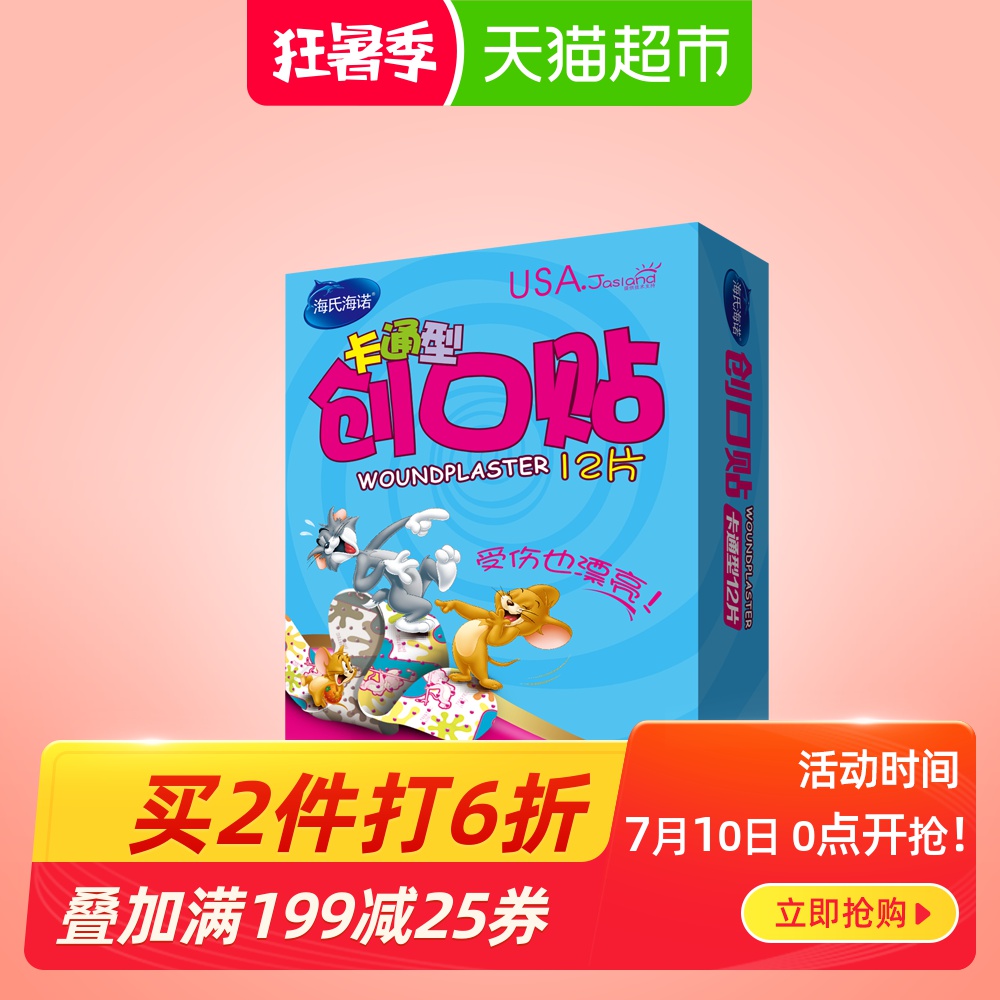 狂暑季 天猫超市
海氏海诺®
USA.Jasland
卡通型
创口贴
WOUNDPLASTER 12片
受伤也漂亮!
海氏海诺
创口贴
WOUNDPLASTER
卡通型12片
买2件打6折
叠加满199减25券
活动时间
7月10日 0点开抢!
立即抢购